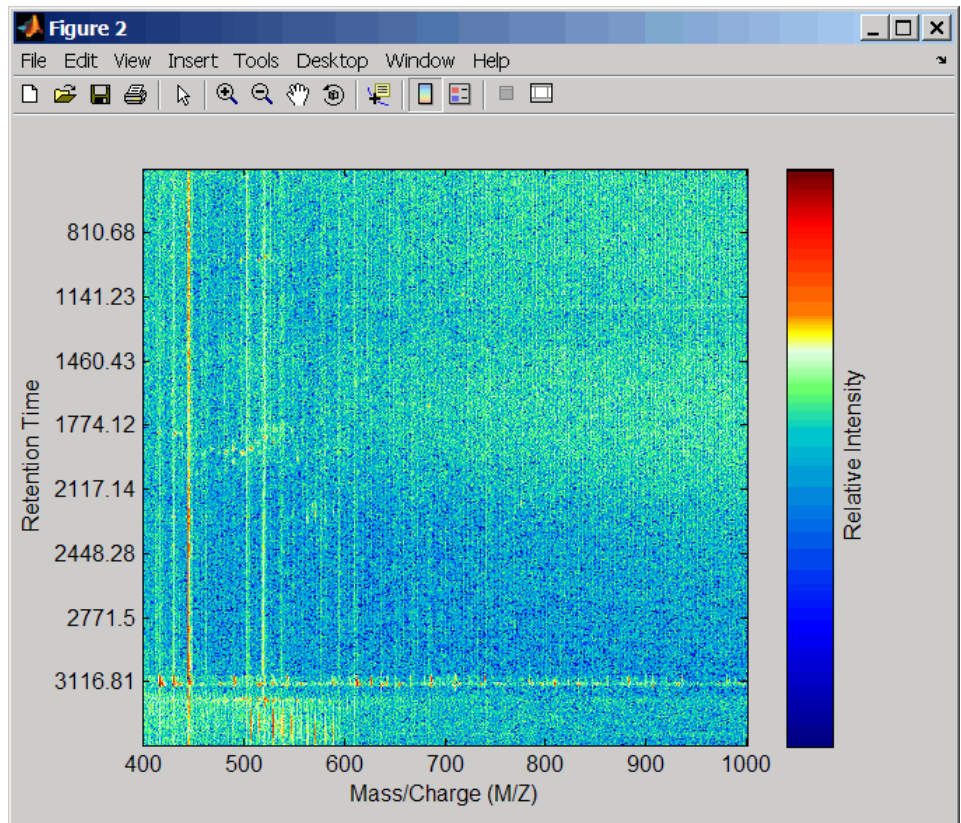 Figure 2
File Edit View Insert Tools Desktop Window Help
810.68
1141.23
1460.43
1774.12
2117.14
2448.28
2771.5
3116.81
Retention Time
400 500 600 700 800 900 1000
Mass/Charge (M/Z)
Relative Intensity